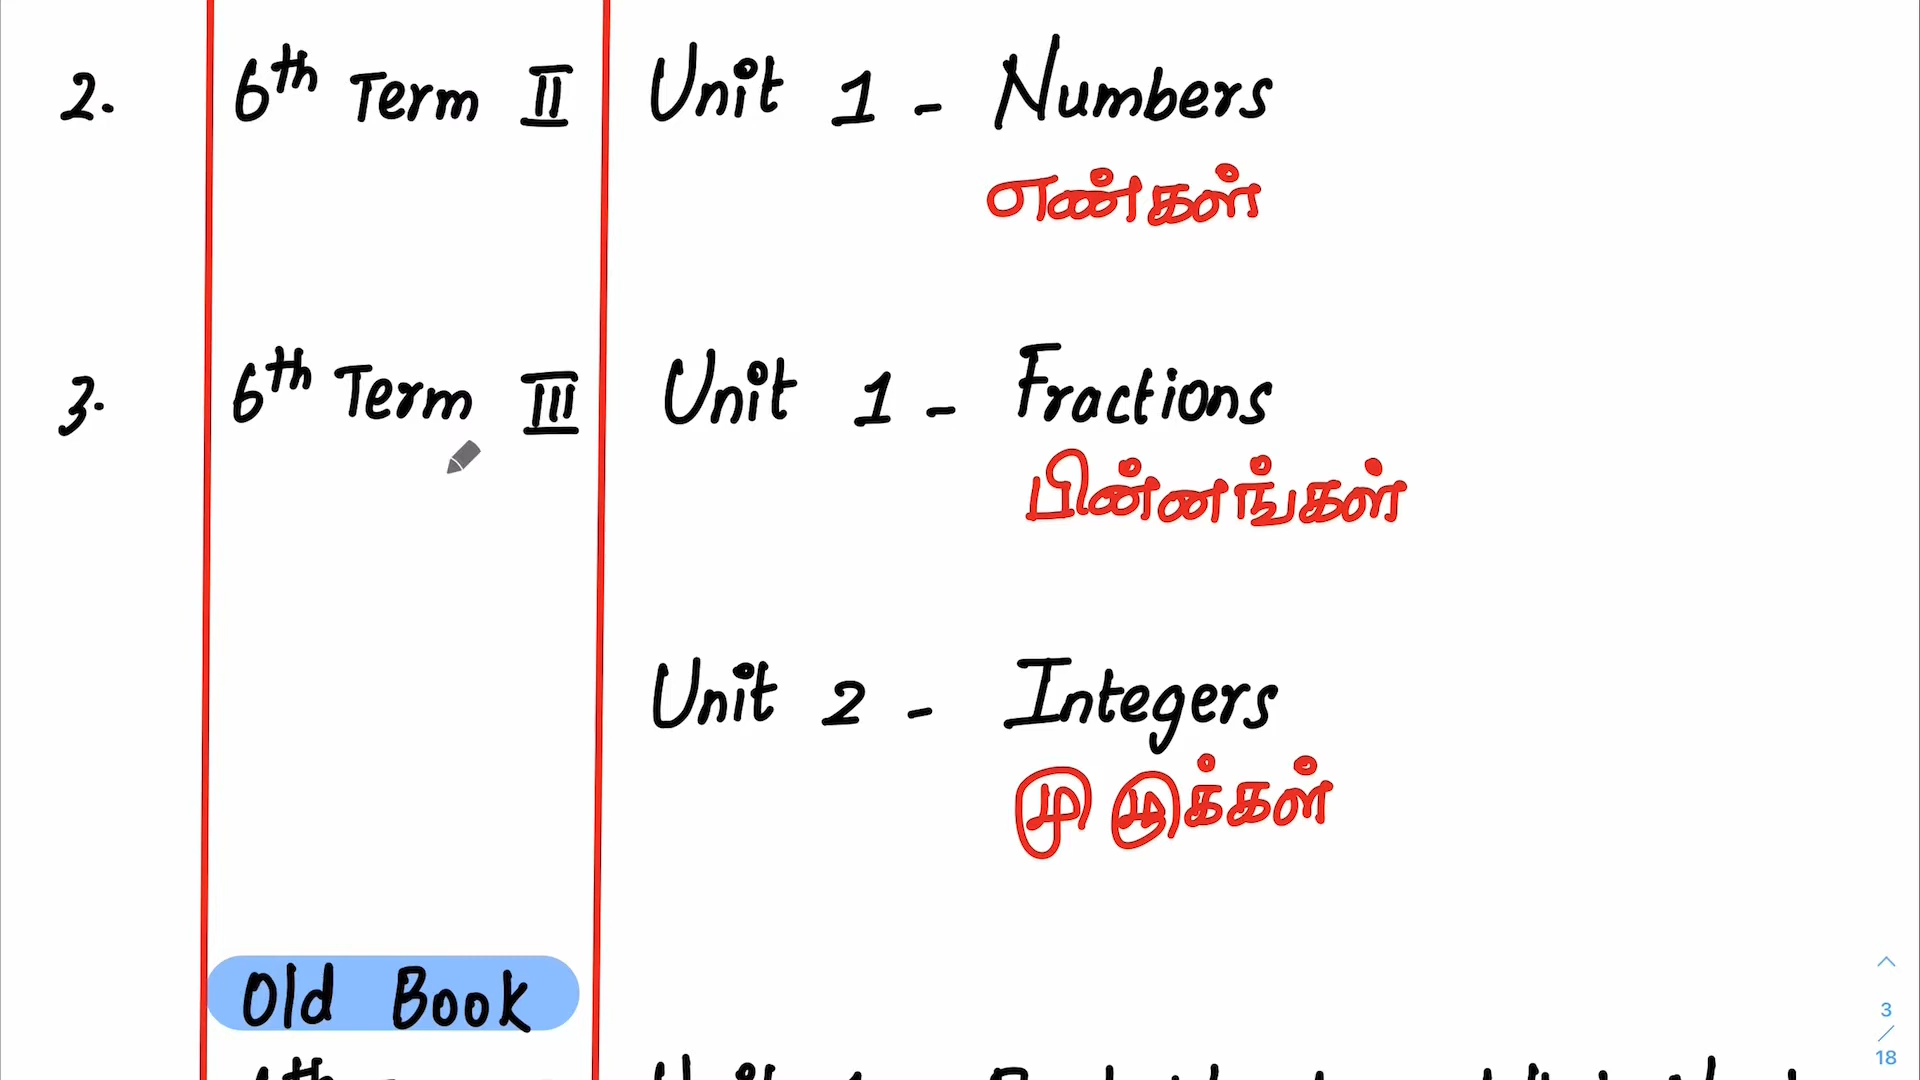 2. 6th Term II Unit 1 - Numbers
எண்கள்
3. 6th Term III Unit 1 - Fractions
பின்னங்கள்
Unit 2 - Integers
முழுக்கள்
Old Book
3
/
18